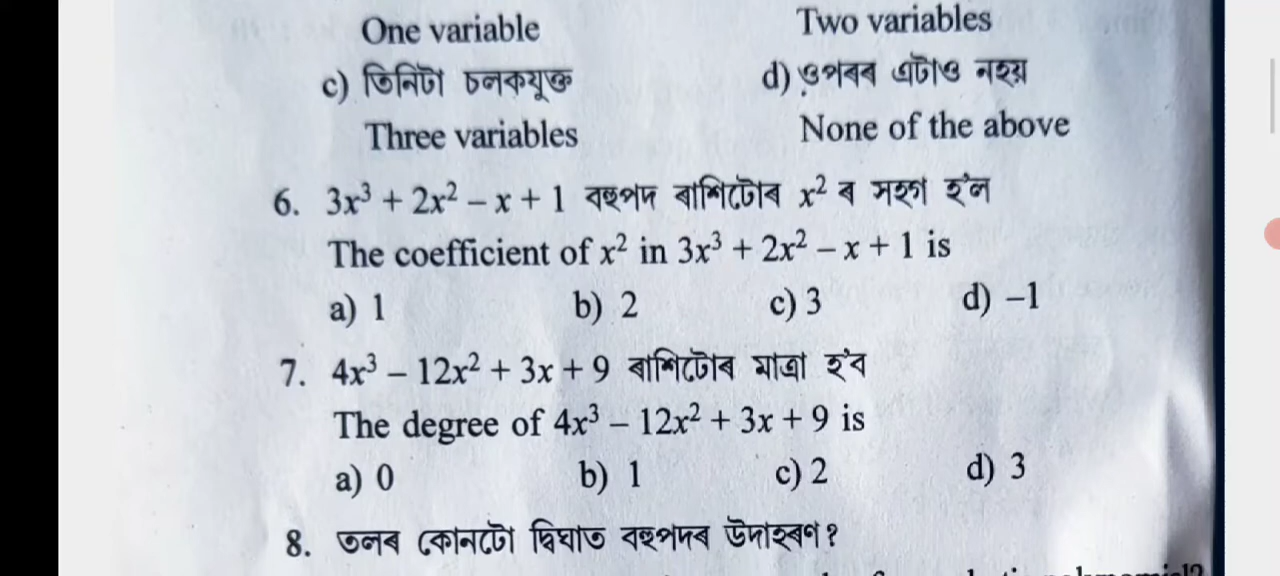 One variable Two variables
c) তিনিটা চলকযুক্ত d) ওপৰৰ এটাও নহয়
Three variables None of the above
6. 3x³ + 2x² – x + 1 বহুপদ ৰাশিটোৰ x² ৰ সহগ হ'ল
The coefficient of x² in 3x³ + 2x² – x + 1 is
a) 1 b) 2 c) 3 d) –1
7. 4x³ – 12x² + 3x + 9 ৰাশিটোৰ মাত্ৰা হ'ব
The degree of 4x³ – 12x² + 3x + 9 is
a) 0 b) 1 c) 2 d) 3
8. তলৰ কোনটো দ্বিঘাত বহুপদৰ উদাহৰণ?